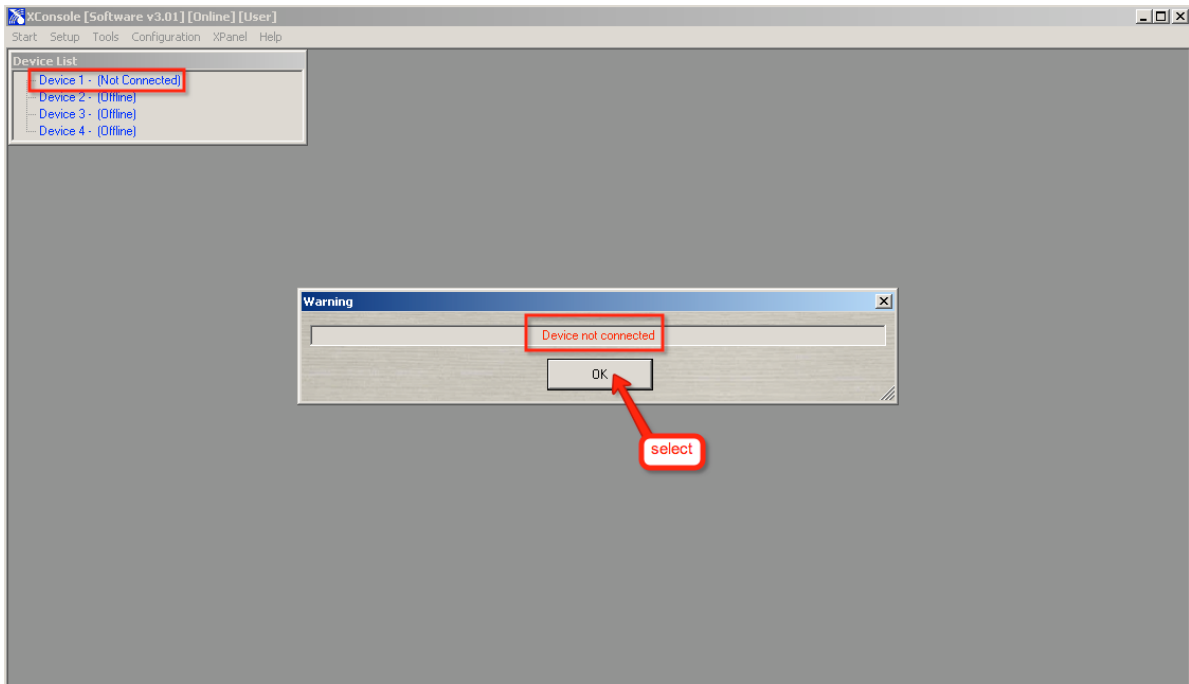 XConsole [Software v3.01] [Online] [User]
Start Setup Tools Configuration XPanel Help
Device List
Device 1 - (Not Connected)
Device 2 - (Offline)
Device 3 - (Offline)
Device 4 - (Offline)
Warning
Device not connected
OK
select